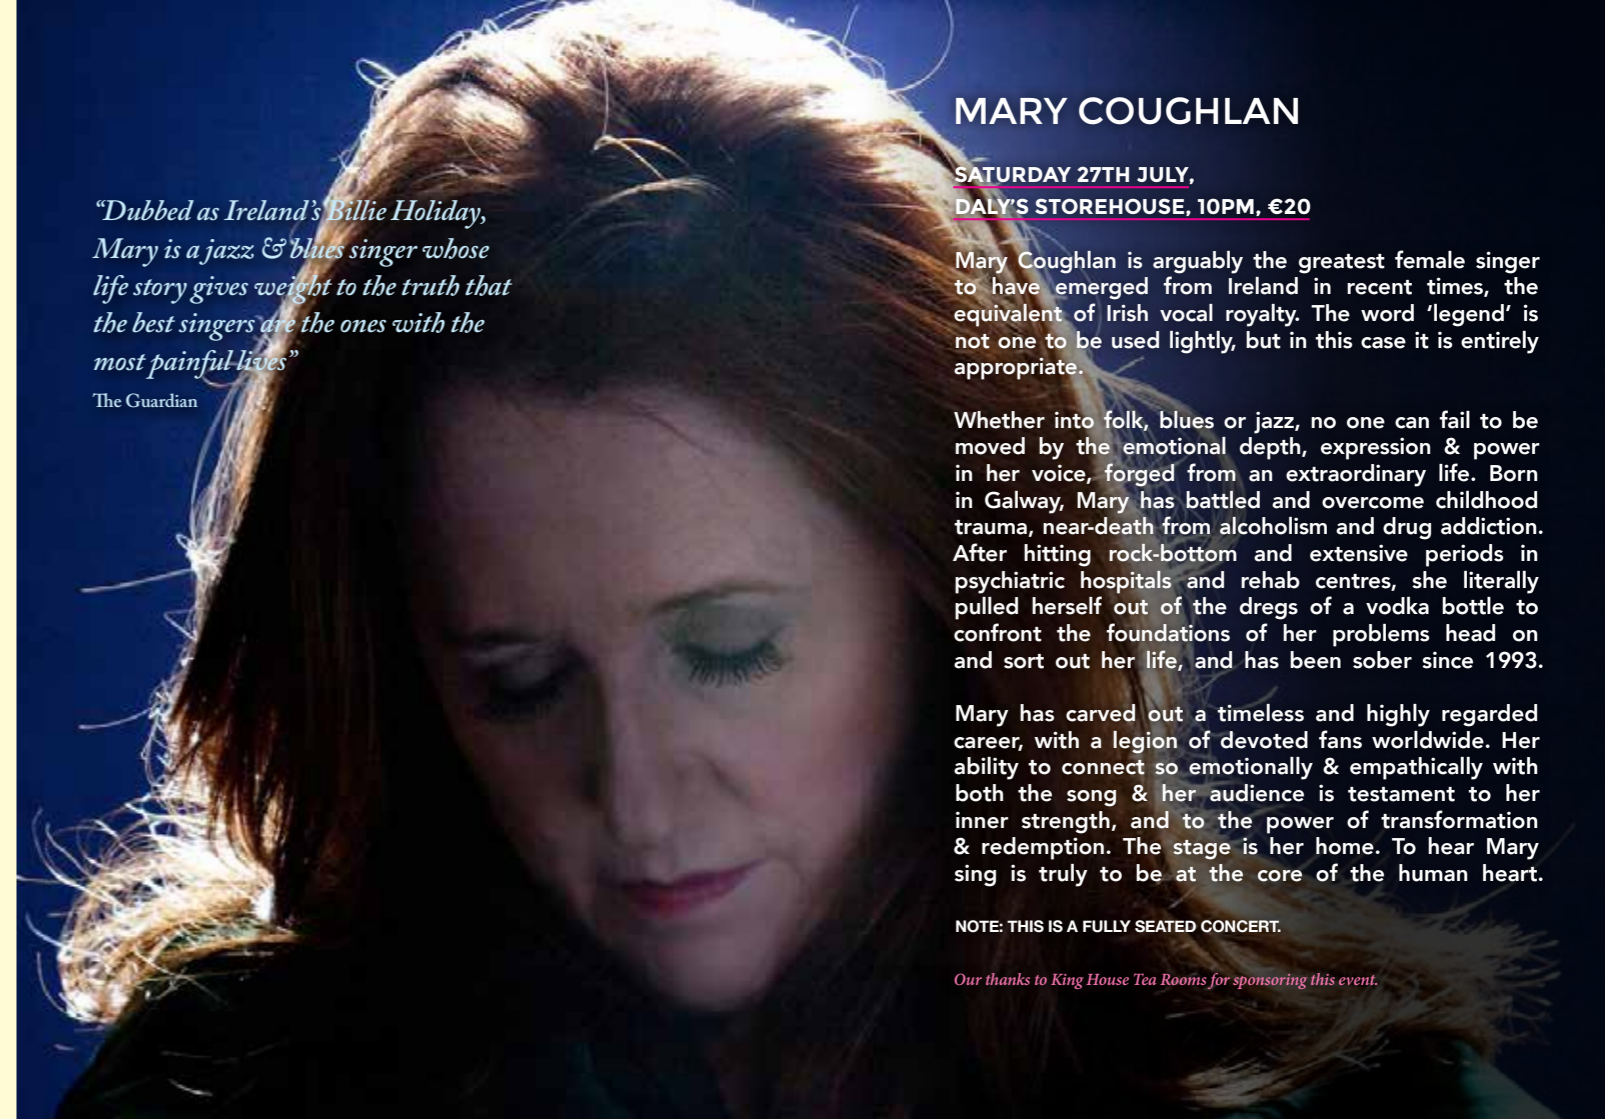 “Dubbed as Ireland’s Billie Holiday,
Mary is a jazz & blues singer whose
life story gives weight to the truth that
the best singers are the ones with the
most painful lives”
The Guardian
MARY COUGHLAN
SATURDAY 27TH JULY,
DALY’S STOREHOUSE, 10PM, €20
Mary Coughlan is arguably the greatest female singer
to have emerged from Ireland in recent times, the
equivalent of Irish vocal royalty. The word ‘legend’ is
not one to be used lightly, but in this case it is entirely
appropriate.
Whether into folk, blues or jazz, no one can fail to be
moved by the emotional depth, expression & power
in her voice, forged from an extraordinary life. Born
in Galway, Mary has battled and overcome childhood
trauma, near-death from alcoholism and drug addiction.
After hitting rock-bottom and extensive periods in
psychiatric hospitals and rehab centres, she literally
pulled herself out of the dregs of a vodka bottle to
confront the foundations of her problems head on
and sort out her life, and has been sober since 1993.
Mary has carved out a timeless and highly regarded
career, with a legion of devoted fans worldwide. Her
ability to connect so emotionally & empathically with
both the song & her audience is testament to her
inner strength, and to the power of transformation
& redemption. The stage is her home. To hear Mary
sing is truly to be at the core of the human heart.
NOTE: THIS IS A FULLY SEATED CONCERT.
Our thanks to King House Tea Rooms for sponsoring this event.